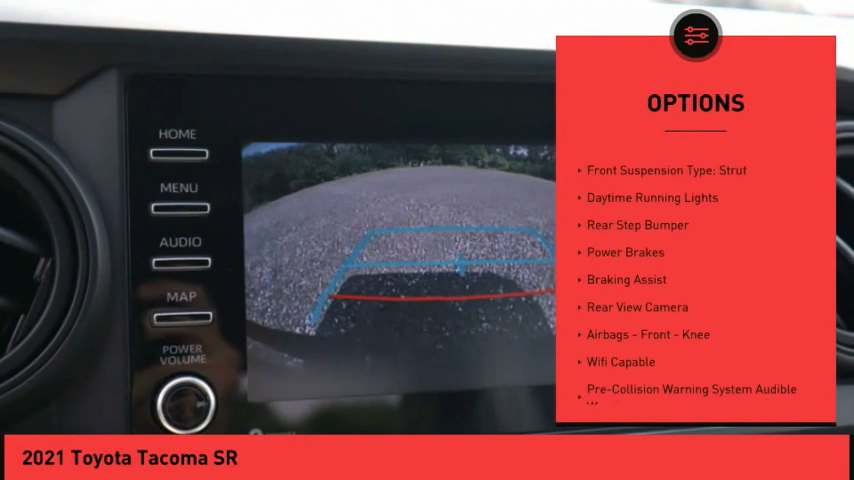 HOME
MENU
AUDIO
MAP
POWER
VOLUME
OPTIONS
Front Suspension Type: Strut
Daytime Running Lights
Rear Step Bumper
Power Brakes
Braking Assist
Rear View Camera
Airbags - Front - Knee
Wifi Capable
Pre-Collision Warning System Audible
2021 Toyota Tacoma SR